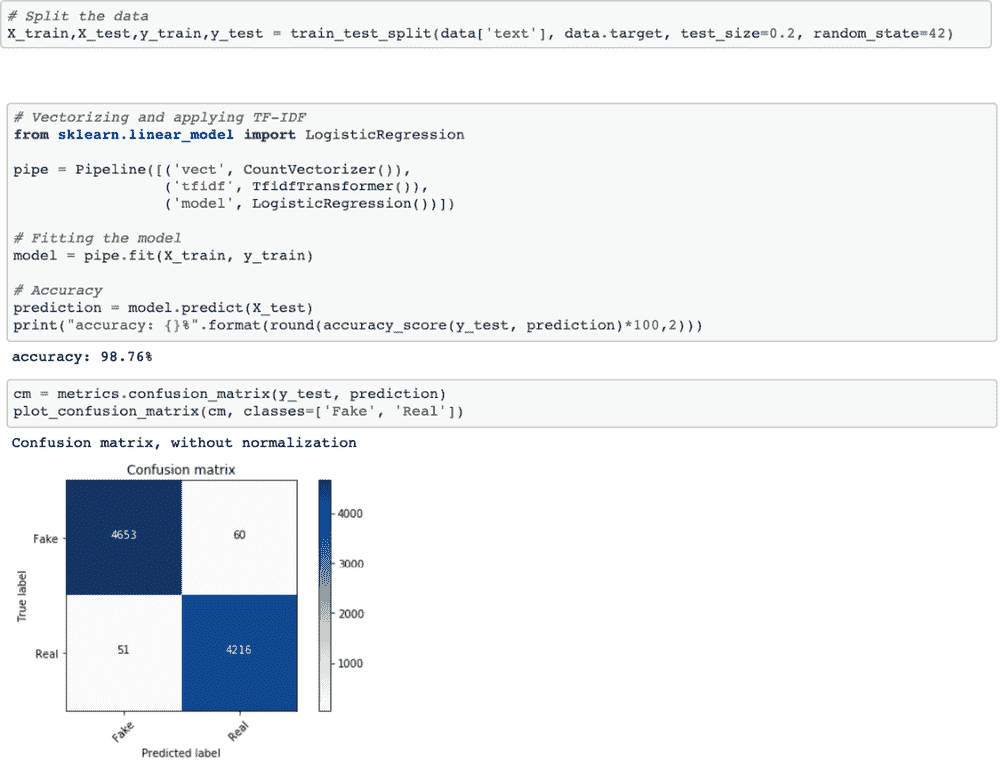 # Split the data
X_train,X_test,y_train,y_test = train_test_split(data['text'], data.target, test_size=0.2, random_state=42)
# Vectorizing and applying TF-IDF
from sklearn.linear_model import LogisticRegression
pipe = Pipeline([('vect', CountVectorizer()),
('tfidf', TfidfTransformer()),
('model', LogisticRegression())])
# Fitting the model
model = pipe.fit(X_train, y_train)
# Accuracy
prediction = model.predict(X_test)
print("accuracy: {}%".format(round(accuracy_score(y_test, prediction)*100,2)))
accuracy: 98.76%
cm = metrics.confusion_matrix(y_test, prediction)
plot_confusion_matrix(cm, classes=['Fake', 'Real'])
Confusion matrix, without normalization
Confusion matrix
4000
Fake 4653 60
3000
True label
2000
Real 51 4216
1000
Fake Real
Predicted label